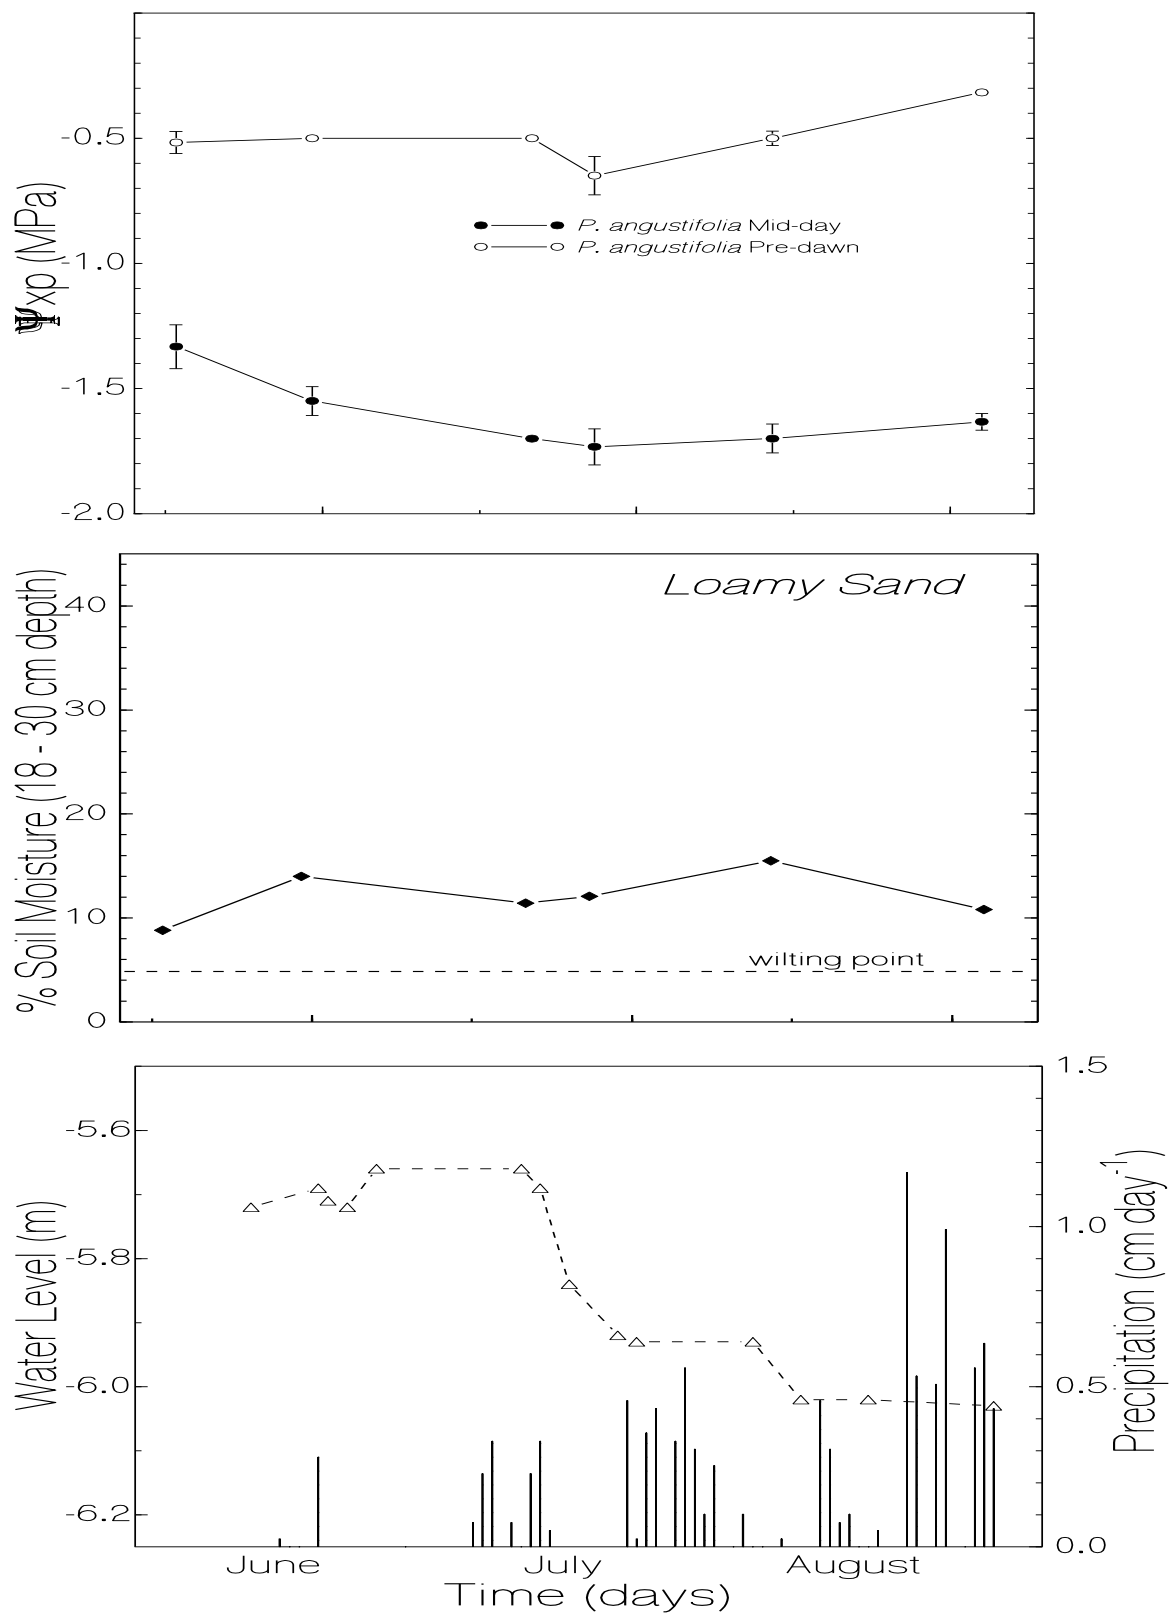 -0.5
-1.0
-1.5
-2.0
Ψxp (MPa)
P. angustifolia Mid-day
P. angustifolia Pre-dawn
Loamy Sand
40
30
20
10
0
% Soil Moisture (18 - 30 cm depth)
wilting point
-5.6
-5.8
-6.0
-6.2
Water Level (m)
1.5
1.0
0.5
0.0
Precipitation (cm day⁻¹)
June July August
Time (days)